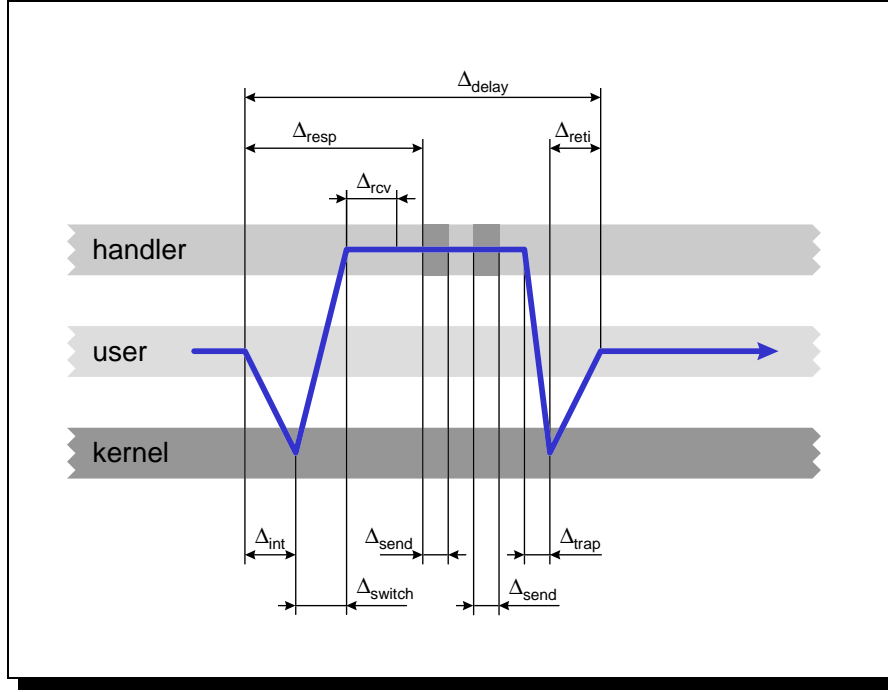 Δdelay
Δresp
Δreti
Δrcv
handler
user
kernel
Δint
Δsend
Δtrap
Δswitch
Δsend